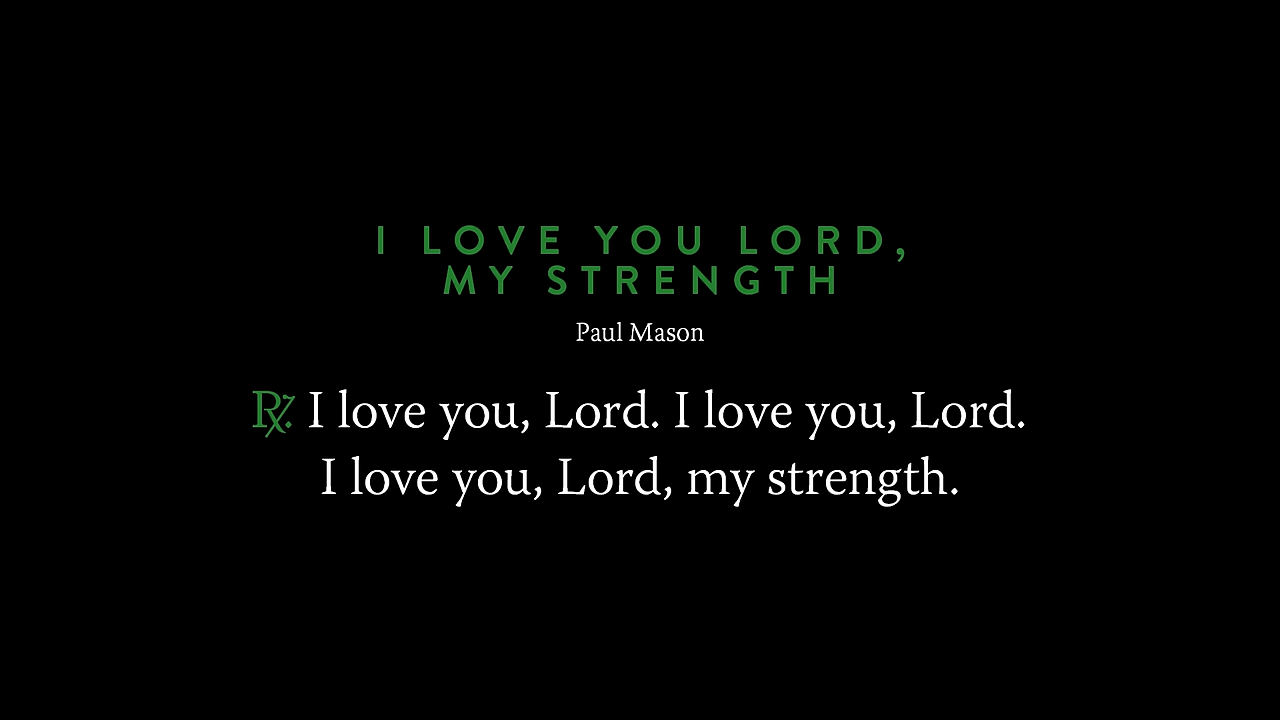 I LOVE YOU LORD,
MY STRENGTH
Paul Mason
℟. I love you, Lord. I love you, Lord.
I love you, Lord, my strength.